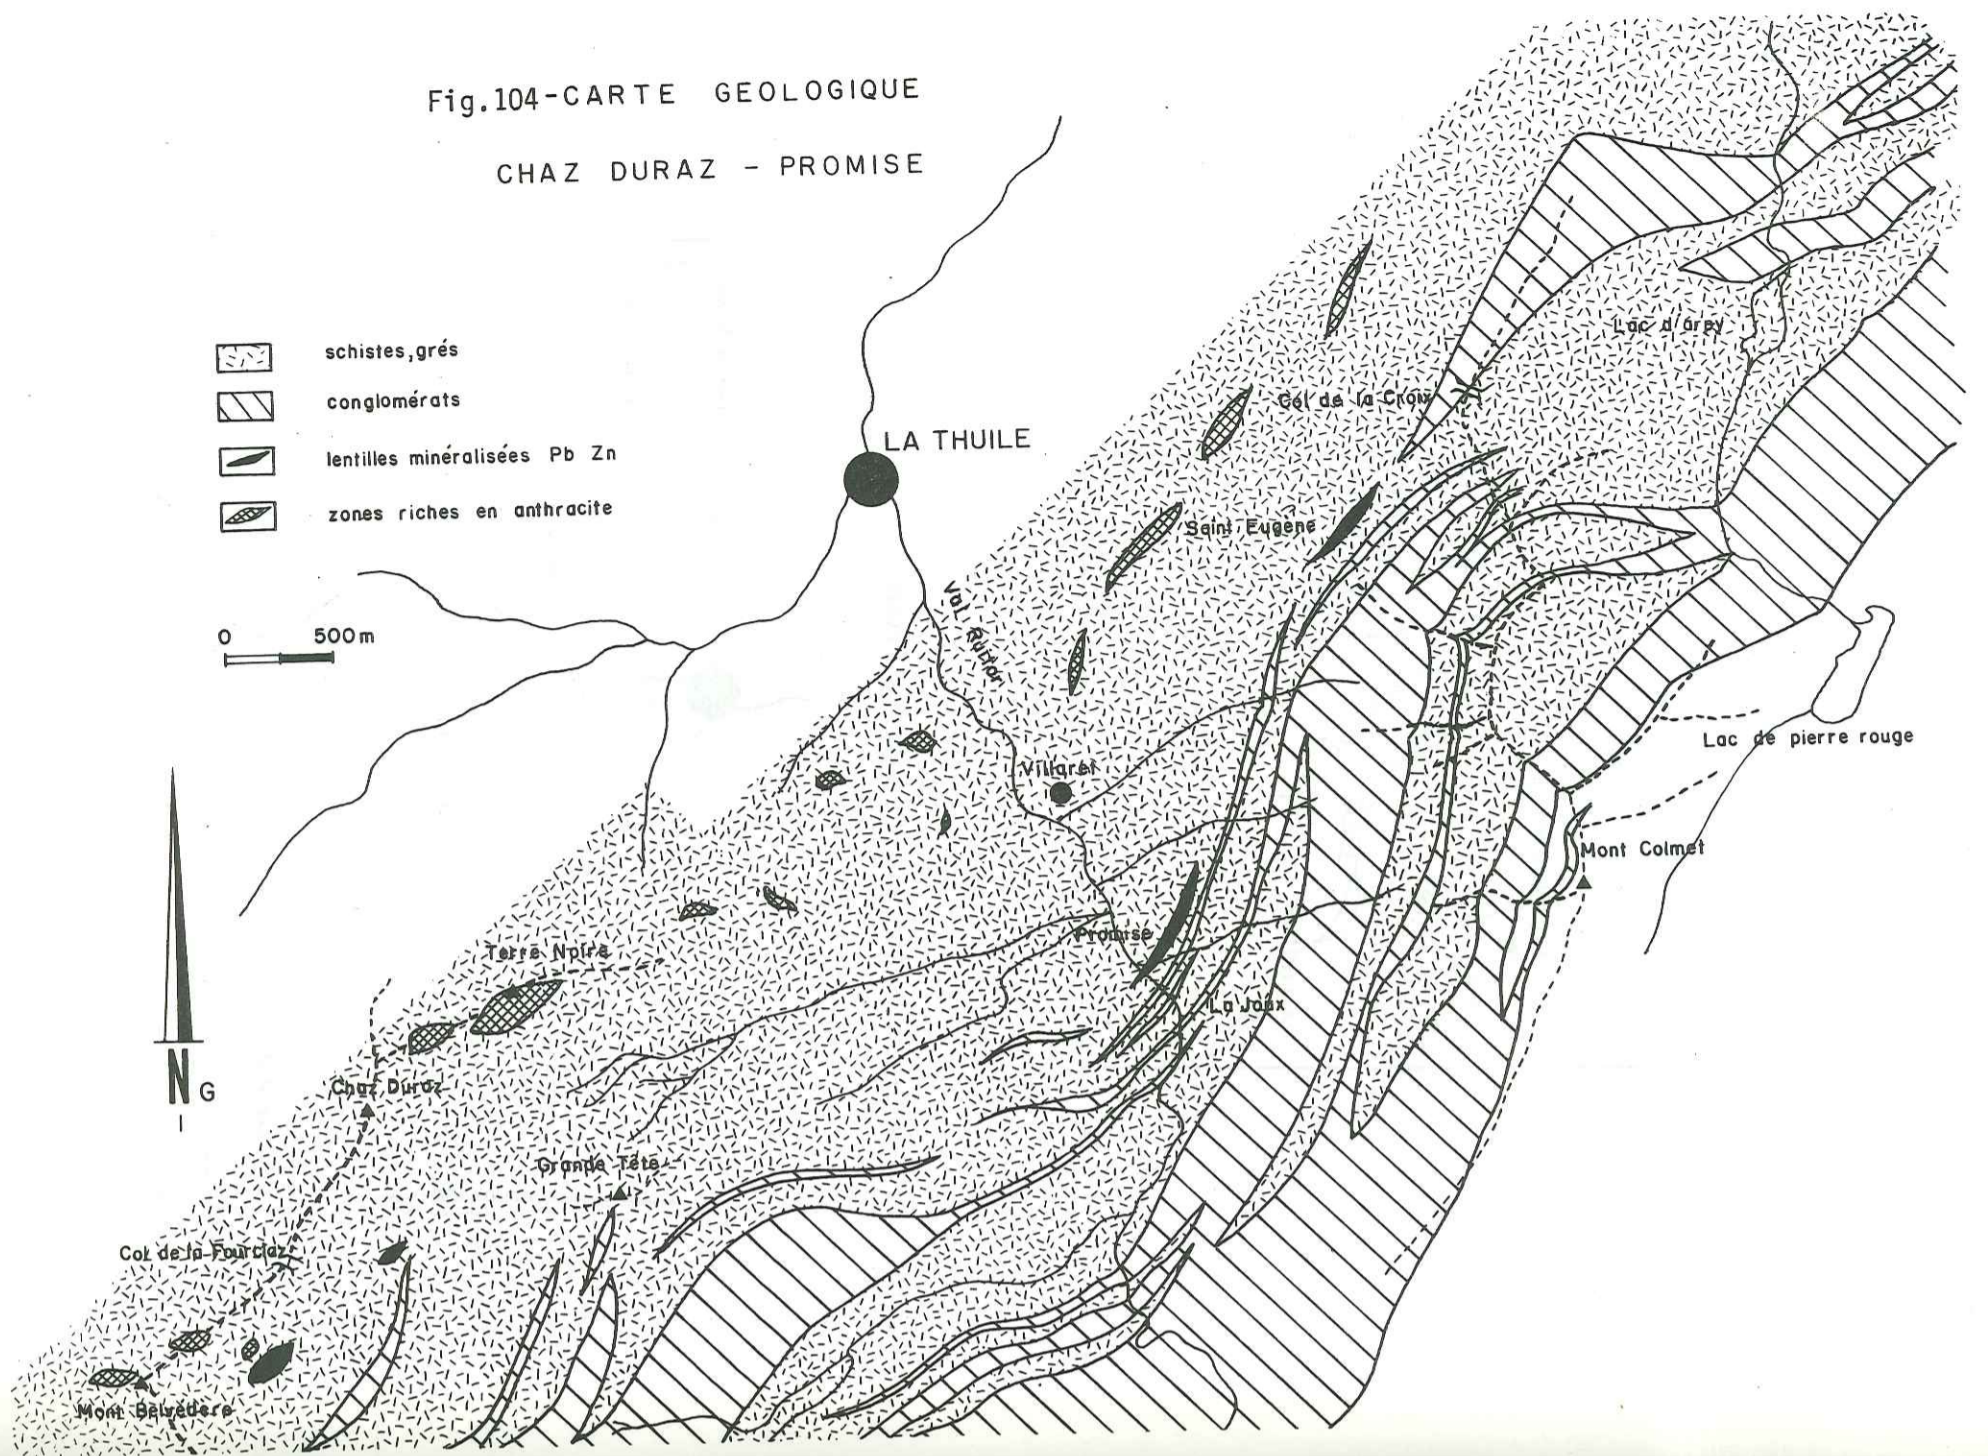 Fig.104-CARTE GEOLOGIQUE
CHAZ DURAZ - PROMISE
schistes,grés
conglomérats
lentilles minéralisées Pb Zn
zones riches en anthracite
LA THUILE
0 500m
N G
Lac d'arpy
Col de la Croix
Saint Eugène
Val Ruitor
Villaret
Lac de pierre rouge
Mont Colmet
Promise
La Joux
Terre Noire
Chaz Duraz
Grande Tête
Col de la Fourclaz
Mont Belvédère